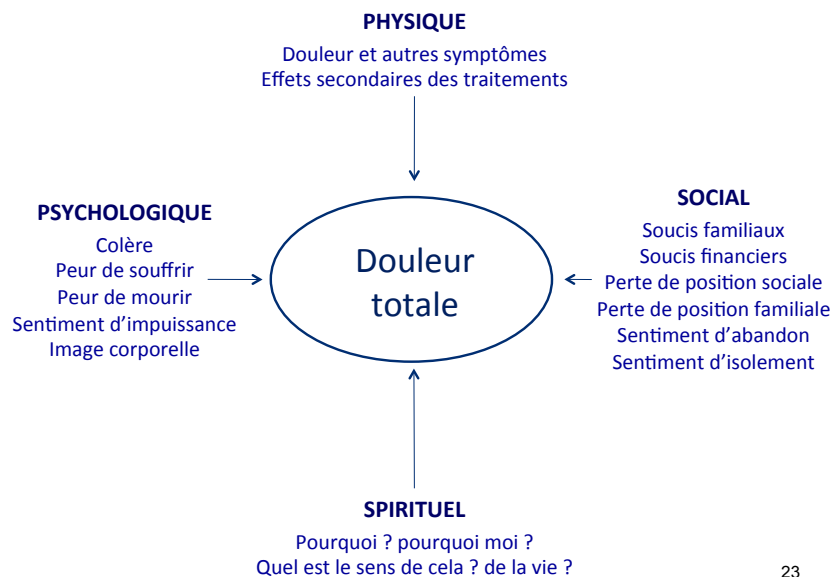 PHYSIQUE
Douleur et autres symptômes
Effets secondaires des traitements
PSYCHOLOGIQUE
Colère
Peur de souffrir
Peur de mourir
Sentiment d’impuissance
Image corporelle
Douleur
totale
SOCIAL
Soucis familiaux
Soucis financiers
Perte de position sociale
Perte de position familiale
Sentiment d’abandon
Sentiment d’isolement
SPIRITUEL
Pourquoi ? pourquoi moi ?
Quel est le sens de cela ? de la vie ?
23